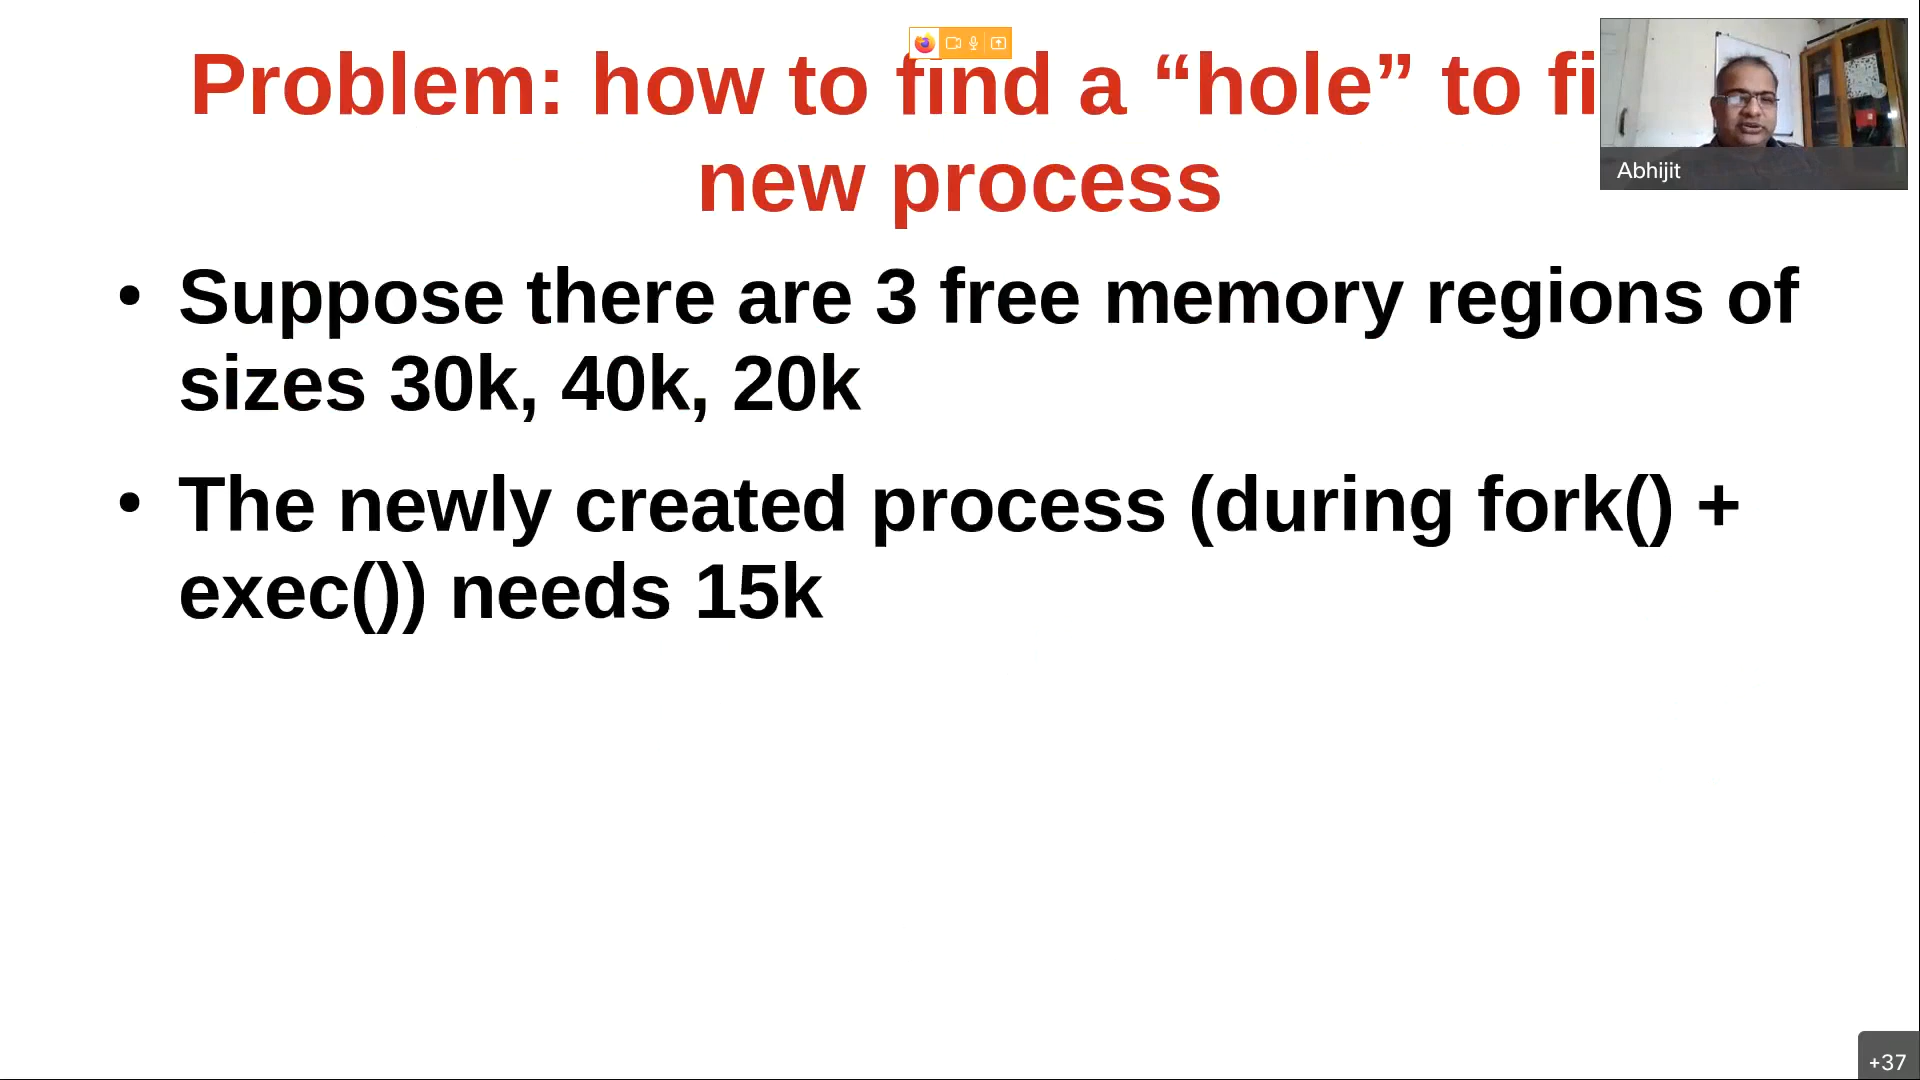 Problem: how to find a “hole” to fi
new process
Abhijit
• Suppose there are 3 free memory regions of
sizes 30k, 40k, 20k
• The newly created process (during fork() +
exec()) needs 15k
+37